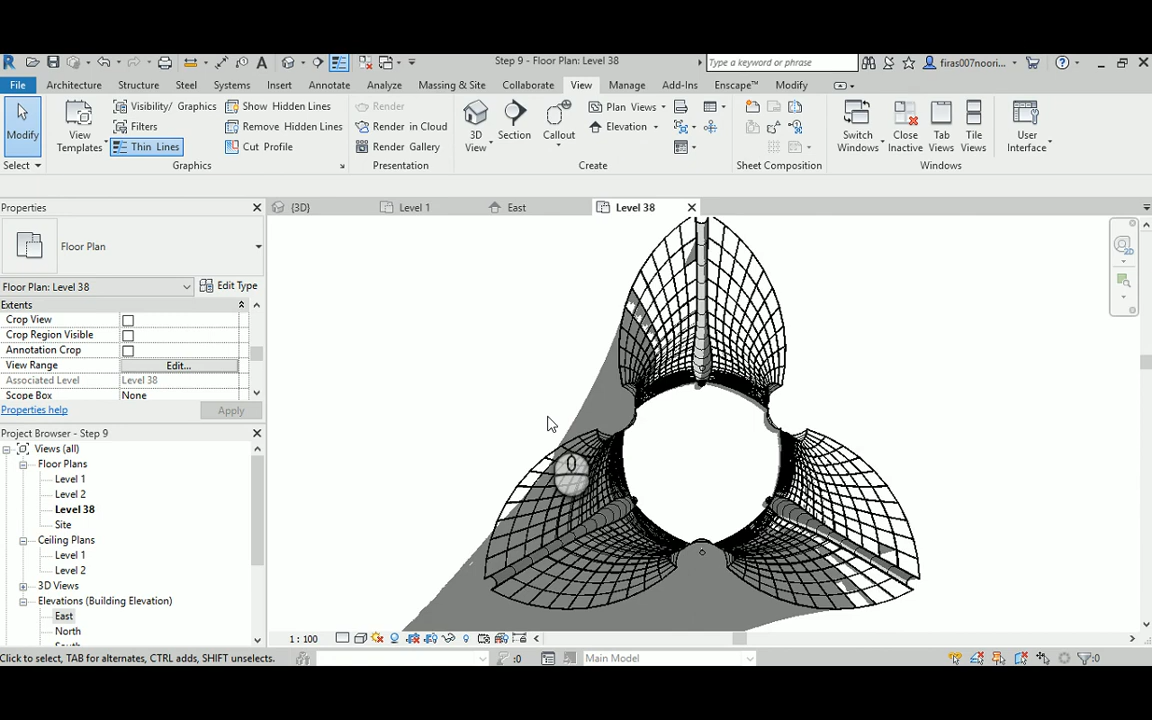 Step 9 - Floor Plan: Level 38
Type a keyword or phrase
firas007noori...
File Architecture Structure Steel Systems Insert Annotate Analyze Massing & Site Collaborate View Manage Add-Ins Enscape™ Modify
Modify
View Templates
Visibility/ Graphics
Filters
Thin Lines
Show Hidden Lines
Remove Hidden Lines
Cut Profile
Render
Render in Cloud
Render Gallery
3D View
Section
Callout
Plan Views
Elevation
Switch Windows
Close Inactive
Tab Views
Tile Views
User Interface
Select Graphics Presentation Create Sheet Composition Windows
Properties
{3D} Level 1 East Level 38
Floor Plan
Floor Plan: Level 38 Edit Type
Extents
Crop View
Crop Region Visible
Annotation Crop
View Range Edit...
Associated Level Level 38
Scope Box None
Properties help Apply
Project Browser - Step 9
Views (all)
Floor Plans
Level 1
Level 2
Level 38
Site
Ceiling Plans
Level 1
Level 2
3D Views
Elevations (Building Elevation)
East
North
1 : 100
Click to select, TAB for alternates, CTRL adds, SHIFT unselects.
:0
Main Model
:0